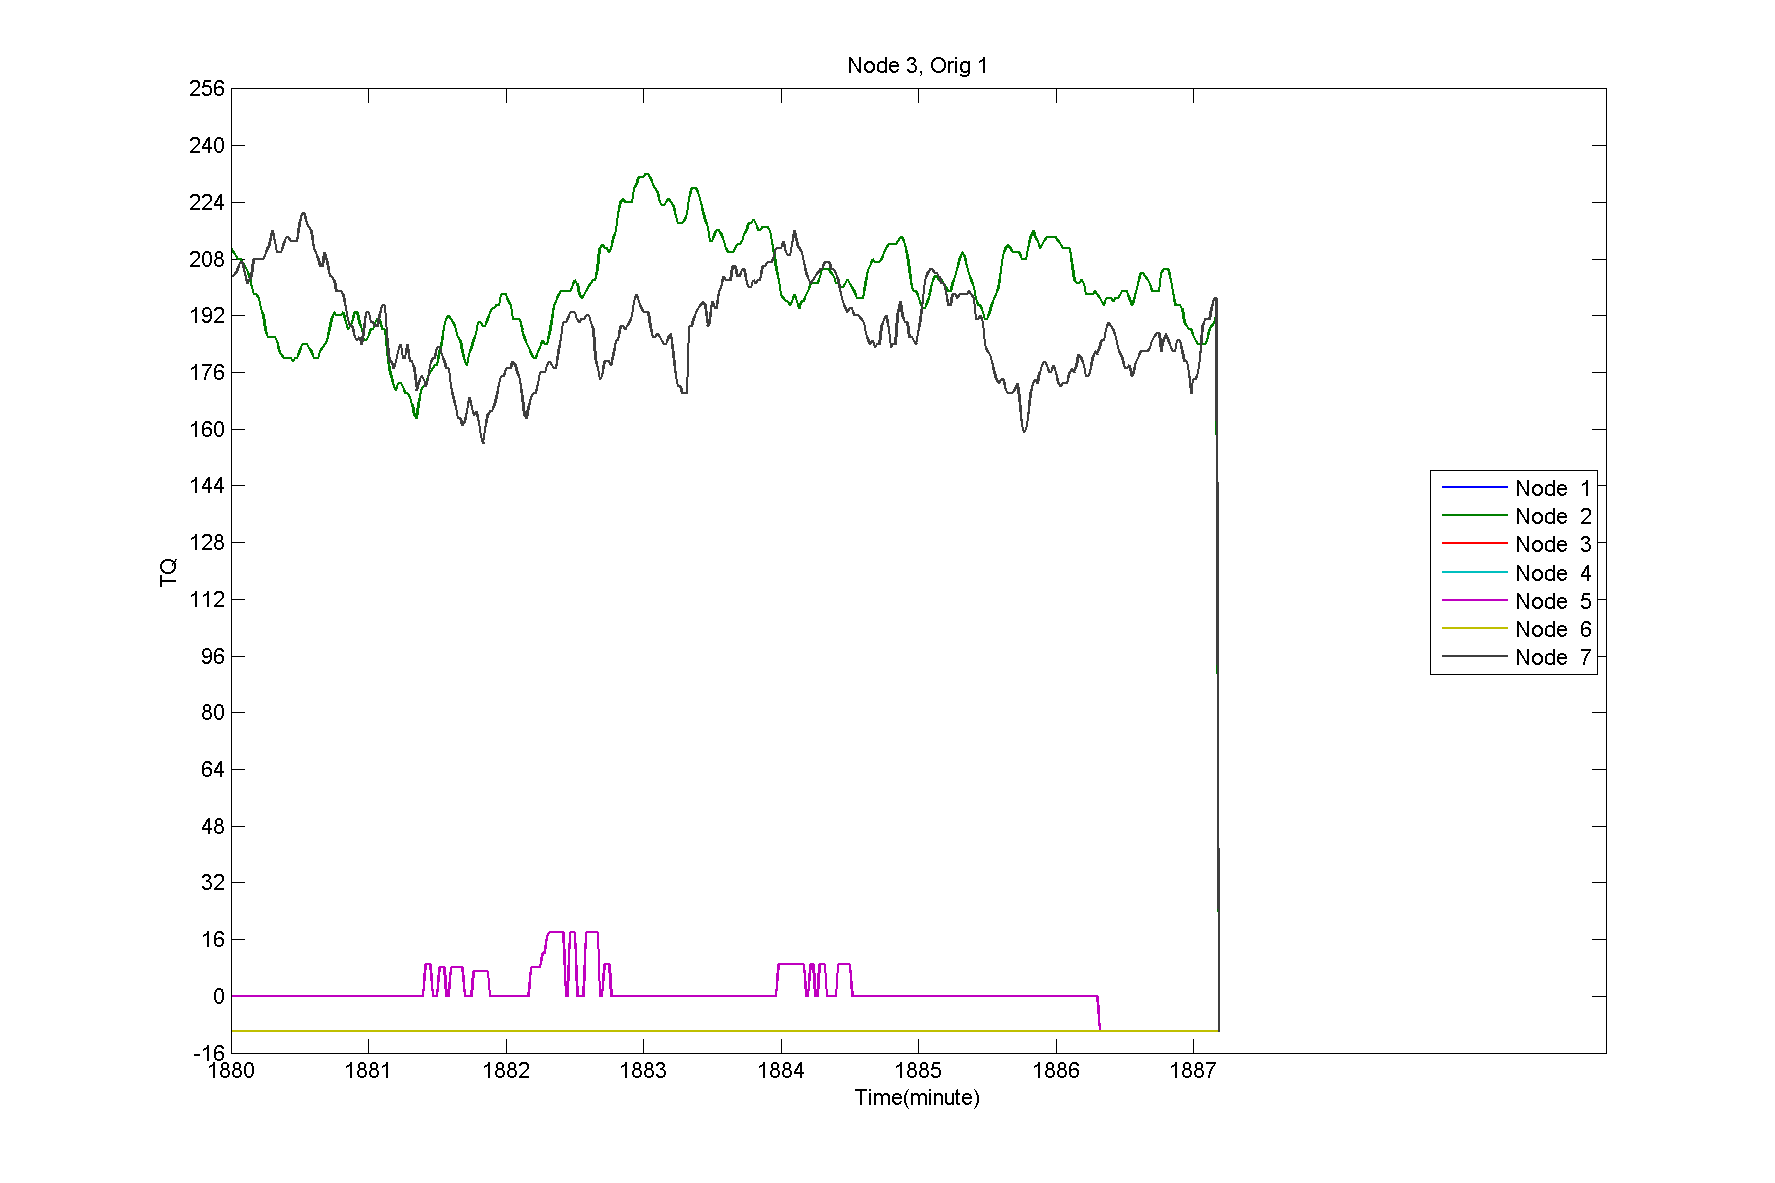 Node 3, Orig 1
256
240
224
208
192
176
160
144
128
112
96
80
64
48
32
16
0
-16
TQ
Node 1
Node 2
Node 3
Node 4
Node 5
Node 6
Node 7
1880 1881 1882 1883 1884 1885 1886 1887
Time(minute)